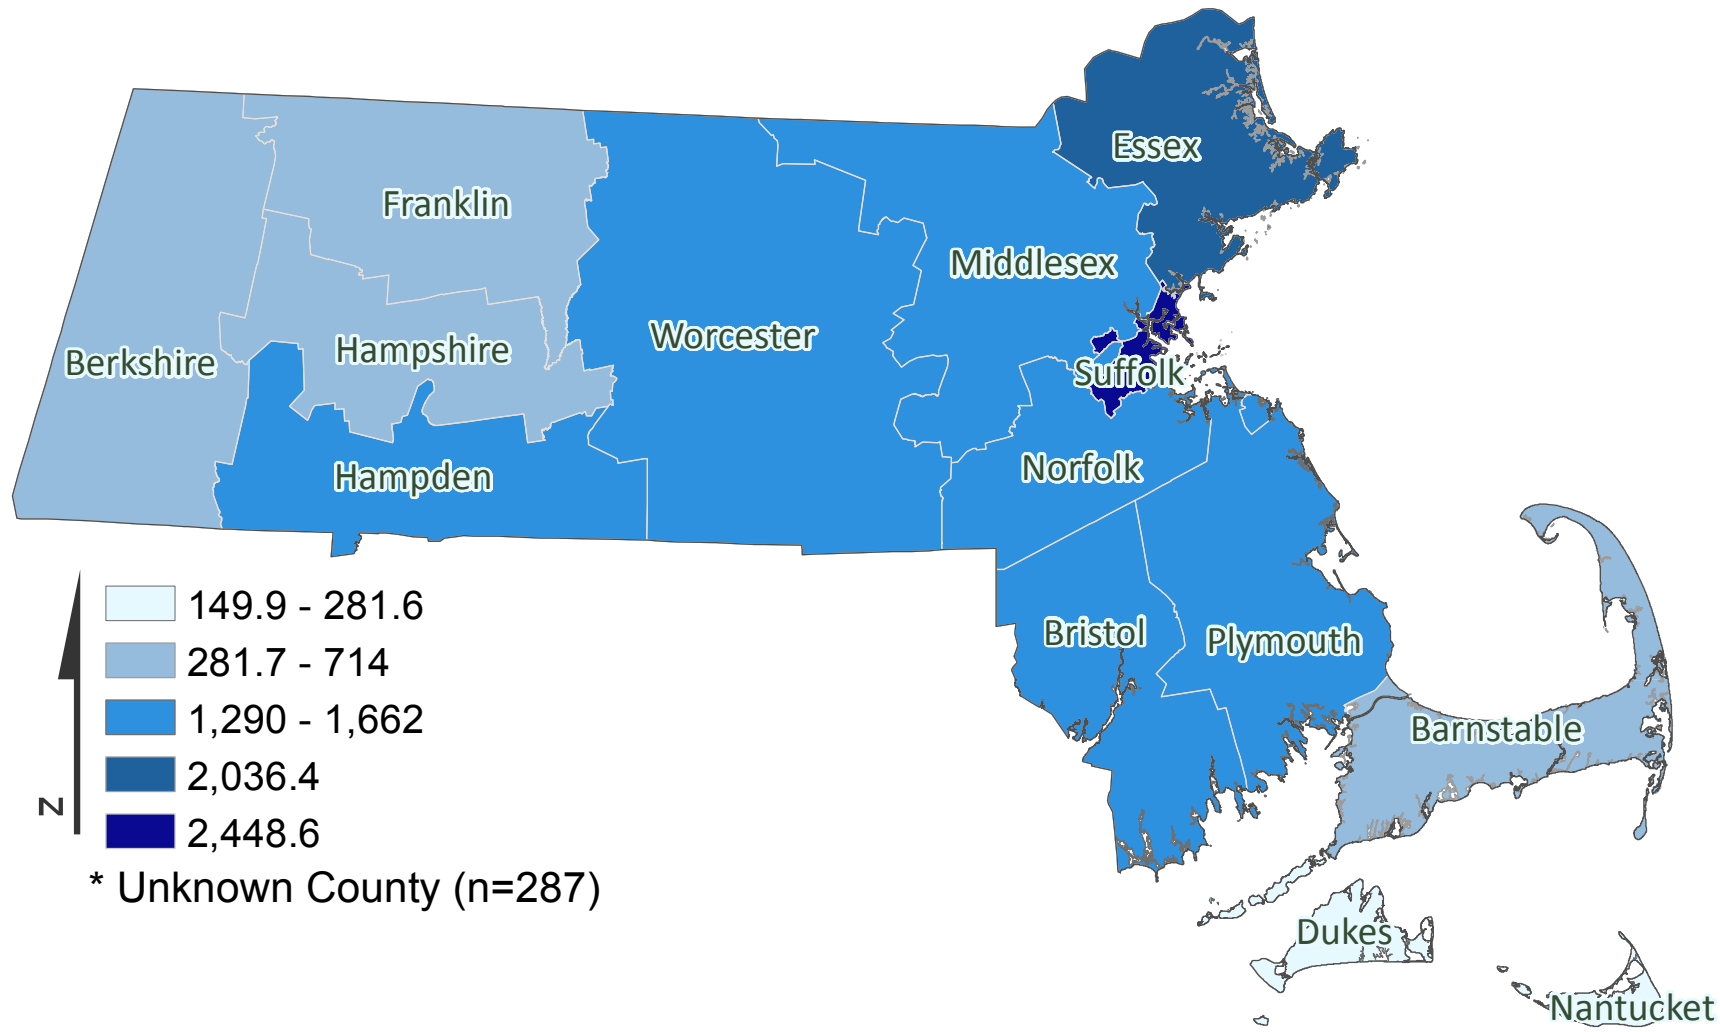 Essex
Franklin
Middlesex
Worcester
Hampshire
Berkshire
Suffolk
Norfolk
Hampden
149.9 - 281.6
Bristol
Plymouth
281.7 - 714
1,290 - 1,662
Barnstable
2,036.4
N
2,448.6
* Unknown County (n=287)
Dukes
Nantucket